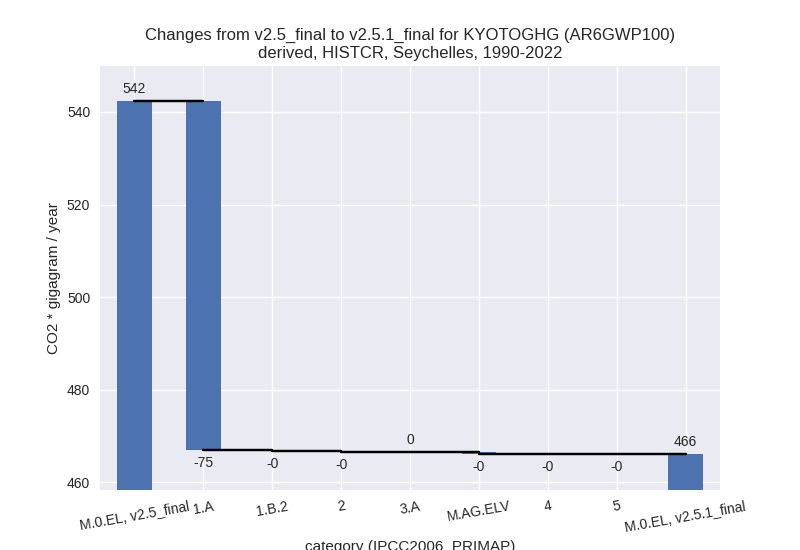 Changes from v2.5_final to v2.5.1_final for KYOTOGHG (AR6GWP100)
derived, HISTCR, Seychelles, 1990-2022
CO2 * gigagram / year
540
520
500
480
460
542
-75
-0
-0
0
-0
-0
-0
466
M.0.EL, v2.5_final
1.A
1.B.2
2
3.A
M.AG.ELV
4
5
M.0.EL, v2.5.1_final
category (IPCC2006_PRIMAP)